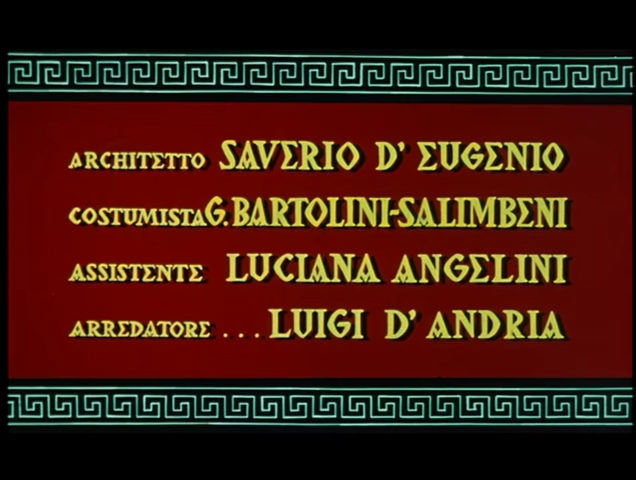 ARCHITETTO SAVERIO D' EUGENIO
COSTUMISTA G. BARTOLINI-SALIMBENI
ASSISTENTE LUCIANA ANGELINI
ARREDATORE ... LUIGI D' ANDRIA